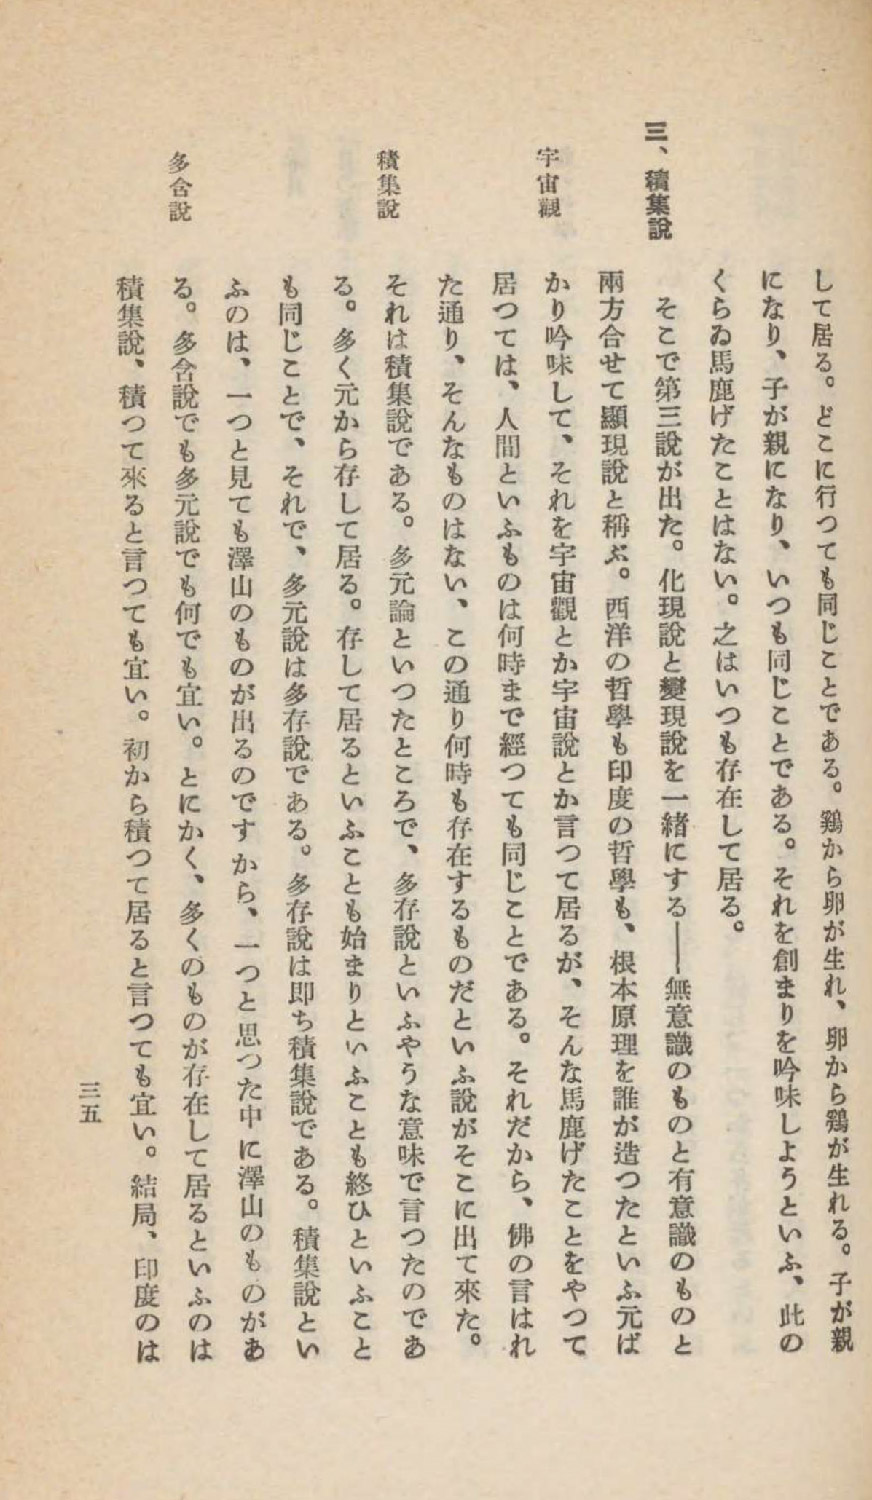 して居る。どこに行つても同じことである。鷄から卵が生れ、卵から鷄が生れる。子が親
になり、子が親になり、いつも同じことである。それを創まりを吟味しようといふ、此の
くらゐ馬鹿げたことはない。之はいつも存在して居る。
三、積集說
そこで第三說が出た。化現說と變現說を一緒にする――無意識のものと有意識のものと
兩方合せて顯現說と稱ぶ。西洋の哲學も印度の哲學も、根本原理を誰が造つたといふ元ば
宇宙觀
かり吟味して、それを宇宙觀とか宇宙說とか言つて居るが、そんな馬鹿げたことをやつて
居つては、人間といふものは何時まで經つても同じことである。それだから、佛の言はれ
た通り、そんなものはない、この通り何時も存在するものだといふ說がそこに出て來た。
積集說
それは積集說である。多元論といつたところで、多存說といふやうな意味で言つたのであ
る。多く元から存して居る。存して居るといふことも始まりといふことも終ひといふこと
も同じことで、それで、多元說は多存說である。多存說は卽ち積集說である。積集說とい
ふのは、一つと見ても澤山のものが出るのですから、一つと思つた中に澤山のものがあ
多含說
る。多含說でも多元說でも何でも宜い。とにかく、多くのものが存在して居るといふのは
積集說、積つて來ると言つても宜い。初から積つて居ると言つても宜い。結局、印度のは
三五